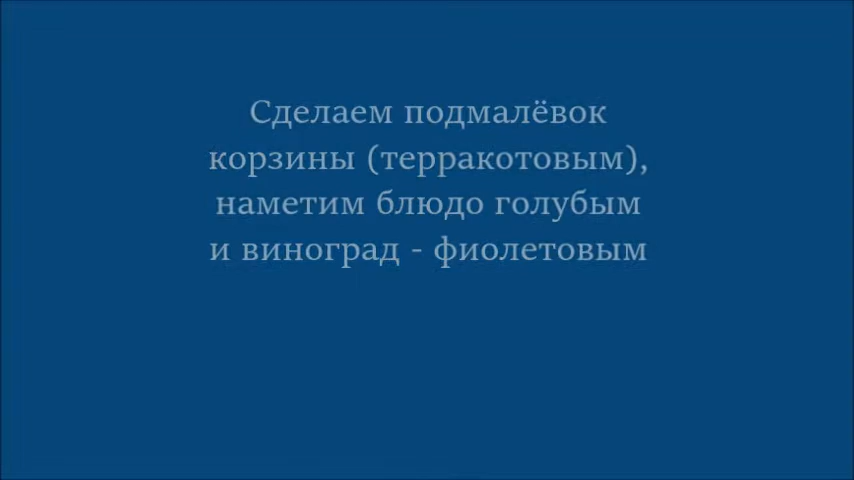 Сделаем подмалёвок
корзины (терракотовым),
наметим блюдо голубым
и виноград - фиолетовым